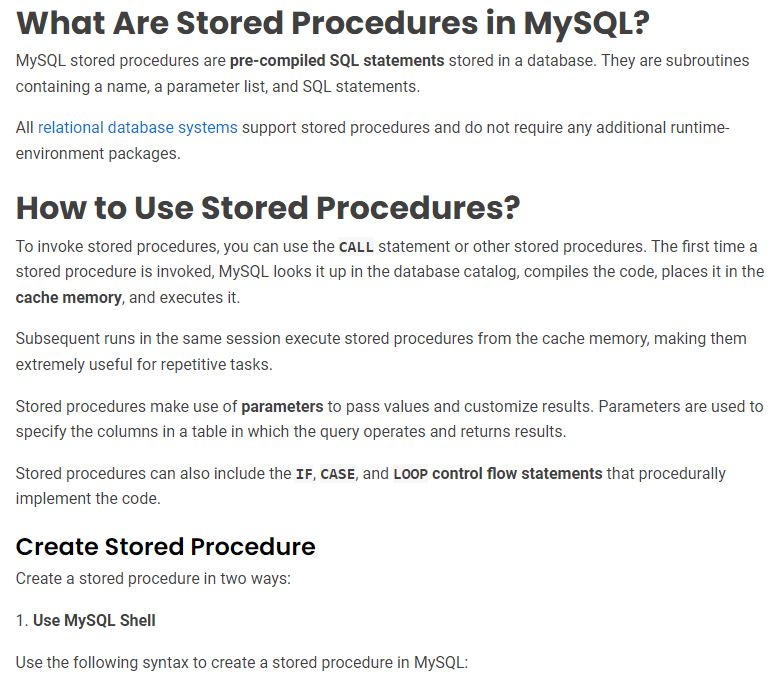 What Are Stored Procedures in MySQL?
MySQL stored procedures are pre-compiled SQL statements stored in a database. They are subroutines
containing a name, a parameter list, and SQL statements.
All relational database systems support stored procedures and do not require any additional runtime-
environment packages.
How to Use Stored Procedures?
To invoke stored procedures, you can use the CALL statement or other stored procedures. The first time a
stored procedure is invoked, MySQL looks it up in the database catalog, compiles the code, places it in the
cache memory, and executes it.
Subsequent runs in the same session execute stored procedures from the cache memory, making them
extremely useful for repetitive tasks.
Stored procedures make use of parameters to pass values and customize results. Parameters are used to
specify the columns in a table in which the query operates and returns results.
Stored procedures can also include the IF, CASE, and LOOP control flow statements that procedurally
implement the code.
Create Stored Procedure
Create a stored procedure in two ways:
1. Use MySQL Shell
Use the following syntax to create a stored procedure in MySQL: